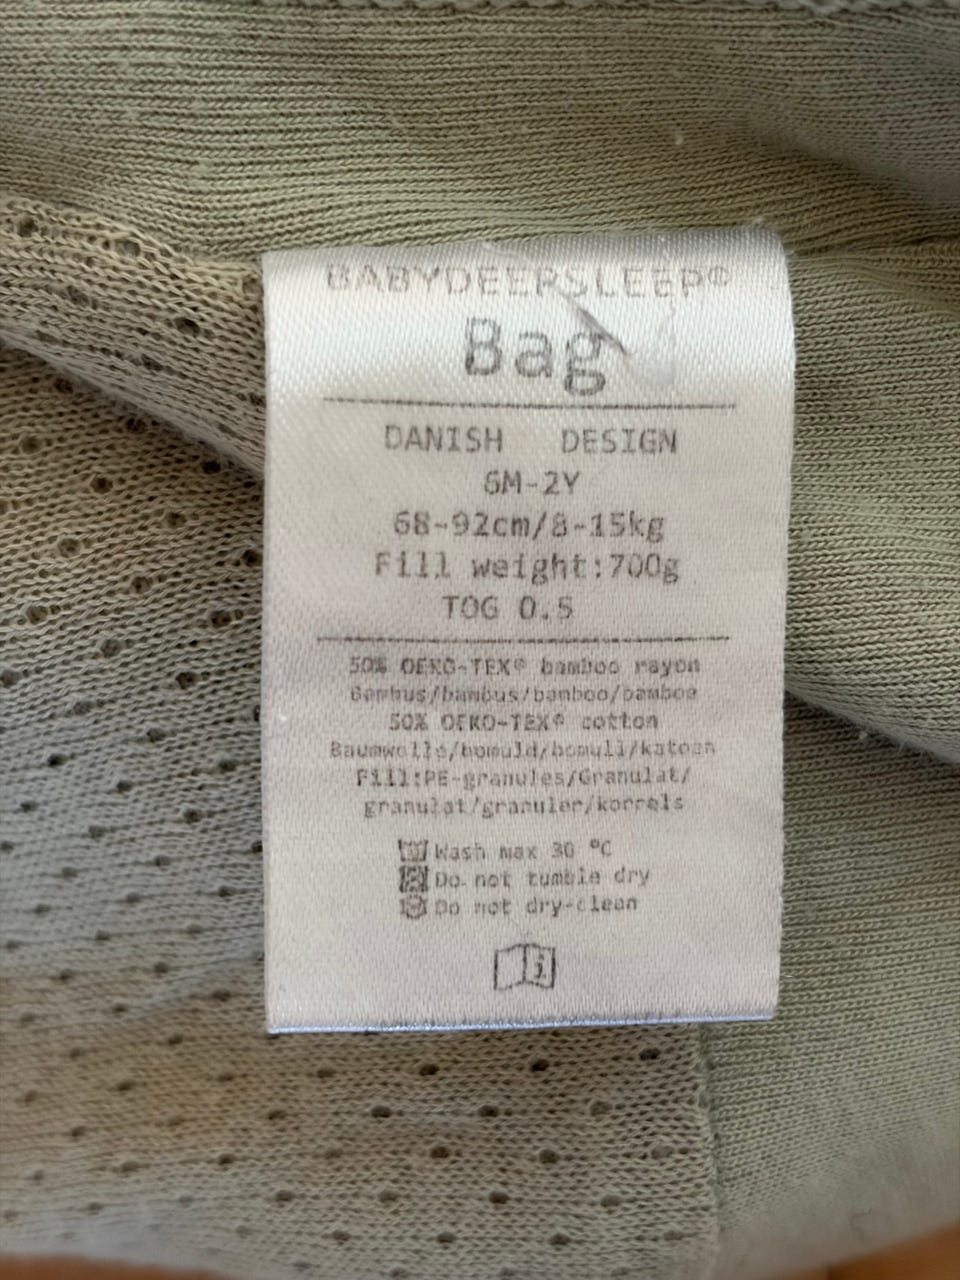 BABYDEEPSLEEP®
Bag
DANISH DESIGN
6M-2Y
68-92cm/8-15kg
Fill weight:700g
TOG 0.5
50% OEKO-TEX® bamboo rayon
Bambus/bambus/bamboo/bamboe
50% OEKO-TEX® cotton
Baumwolle/bomuld/bomull/katoen
Fill:PE-granules/Granulat/
granulat/granuler/korrels
Wash max 30 °C
Do not tumble dry
Do not dry-clean